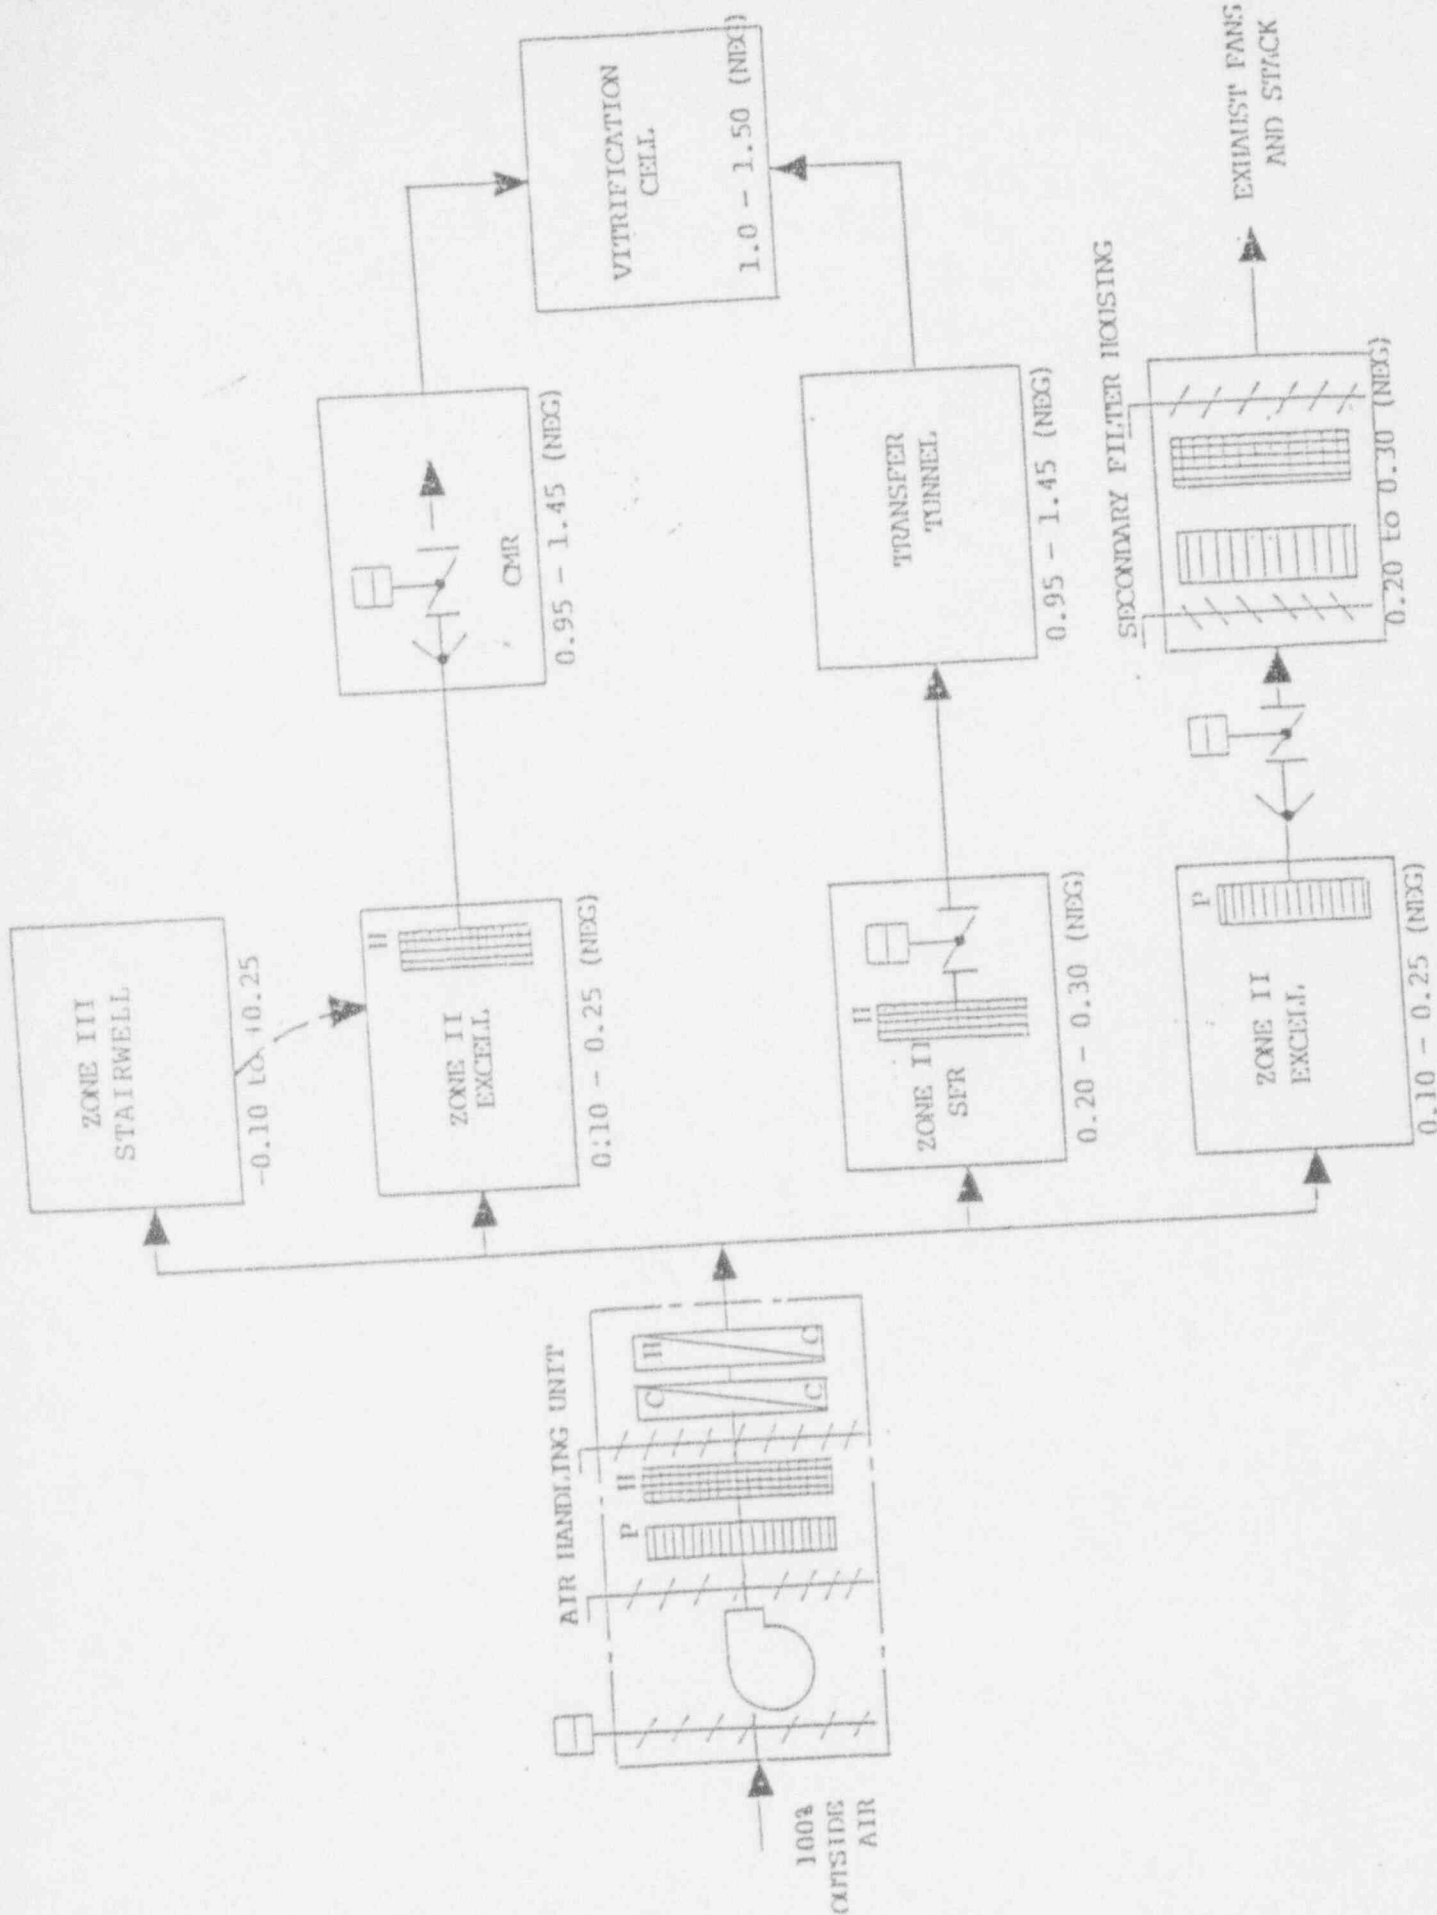 ZONE III
STAIRWELL
-0.10 to +0.25
H
ZONE II
EXCELL
0.10 - 0.25 (NEG)
CMR
0.95 - 1.45 (NEG)
VITRIFICATION
CELL
1.0 - 1.50 (NEG)
100%
OUTSIDE
AIR
AIR HANDLING UNIT
P
H
C
C
H
C
H
ZONE II
SFR
0.20 - 0.30 (NEG)
TRANSFER
TUNNEL
0.95 - 1.45 (NEG)
P
ZONE II
EXCELL
0.10 - 0.25 (NEG)
SECONDARY FILTER HOUSING
0.20 to 0.30 (NEG)
EXHAUST FANS
AND STACK